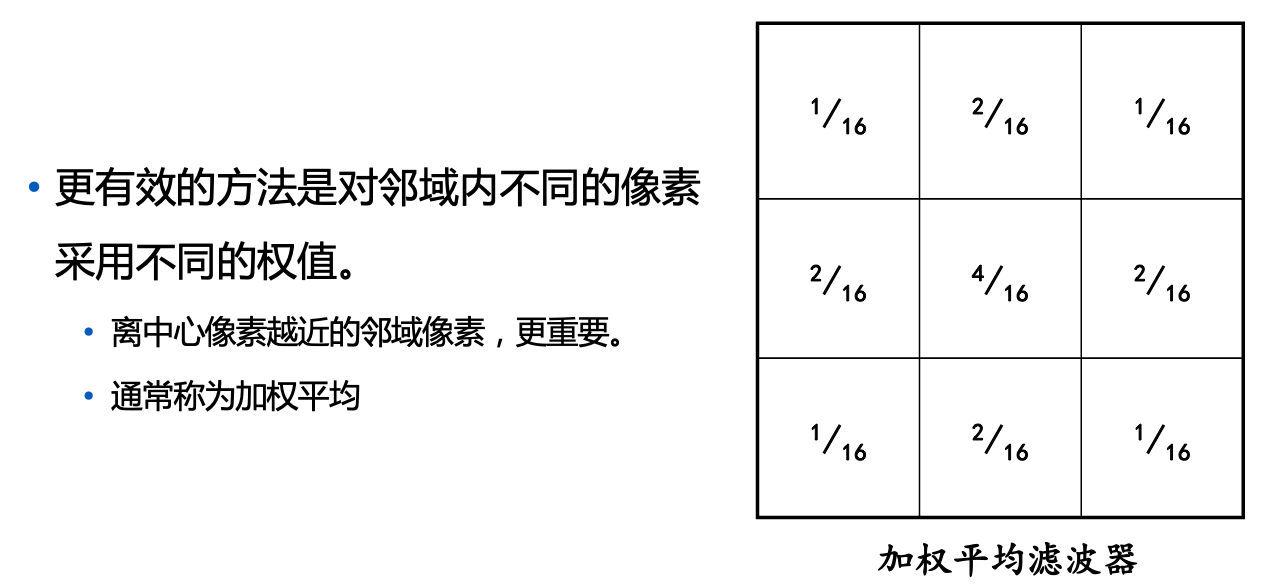 • 更有效的方法是对邻域内不同的像素
采用不同的权值。
• 离中心像素越近的邻域像素，更重要。
• 通常称为加权平均
1/16 2/16 1/16
2/16 4/16 2/16
1/16 2/16 1/16
加权平均滤波器